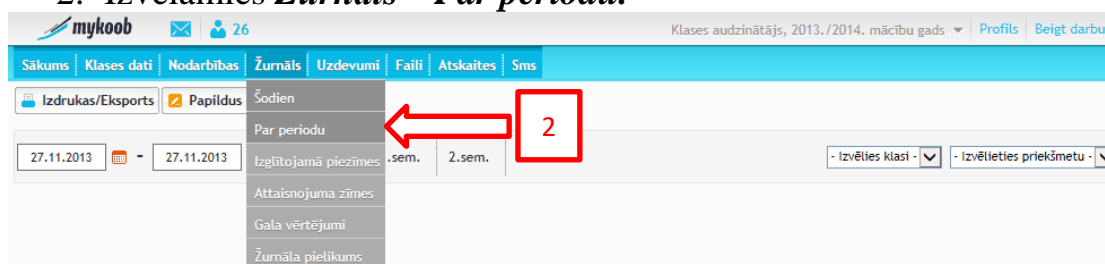 2. Izvēlamies Žurnāls – Par periodu.
mykoob 26 Klases audzinātājs, 2013./2014. mācību gads Profils Beigt darbu
Sākums Klases dati Nodarbības Žurnāls Uzdevumi Faili Atskaites Sms
Izdrukas/Eksports Papildus Šodien
Par periodu 2
27.11.2013 - 27.11.2013 Izglītojamā piezīmes .sem. 2.sem. - Izvēlies klasi - - Izvēlieties priekšmetu -
Attaisnojuma zīmes
Gala vērtējumi
Žurnāla pielikums